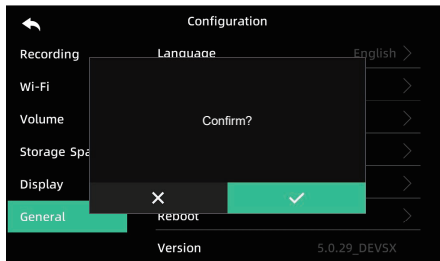 Configuration
Recording
Language
English
Wi-Fi
Volume
Confirm?
Storage Spa
Display
General
Reboot
Version
5.0.29_DEVSX